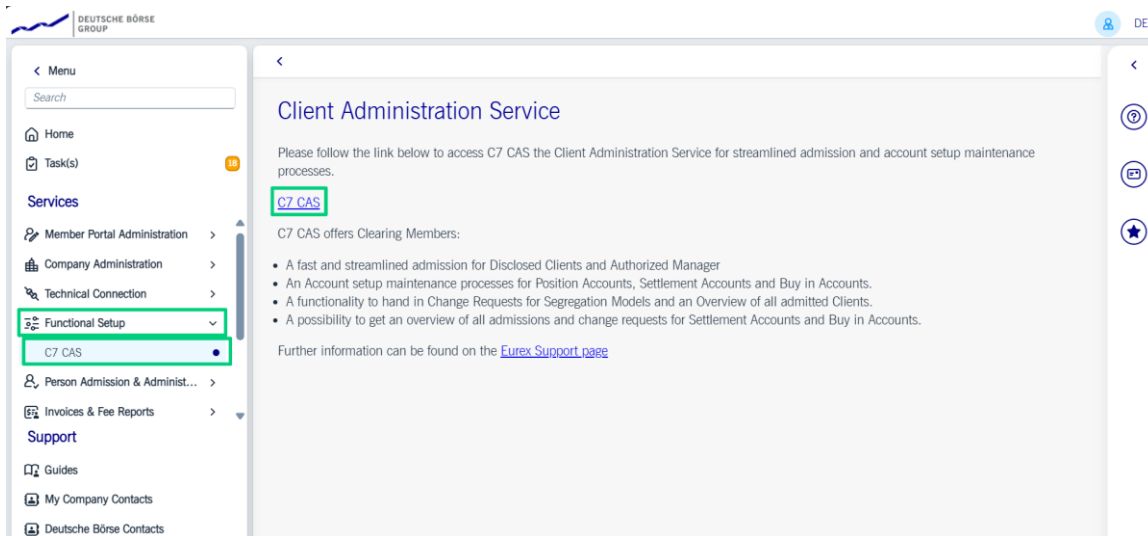 DEUTSCHE BÖRSE
GROUP
DE
Menu
Search
Home
Task(s)
18
Services
Member Portal Administration
Company Administration
Technical Connection
Functional Setup
C7 CAS
Person Admission & Administ...
Invoices & Fee Reports
Support
Guides
My Company Contacts
Deutsche Börse Contacts
Client Administration Service
Please follow the link below to access C7 CAS the Client Administration Service for streamlined admission and account setup maintenance
processes.
C7 CAS
C7 CAS offers Clearing Members:
• A fast and streamlined admission for Disclosed Clients and Authorized Manager
• An Account setup maintenance processes for Position Accounts, Settlement Accounts and Buy in Accounts.
• A functionality to hand in Change Requests for Segregation Models and an Overview of all admitted Clients.
• A possibility to get an overview of all admissions and change requests for Settlement Accounts and Buy in Accounts.
Further information can be found on the Eurex Support page